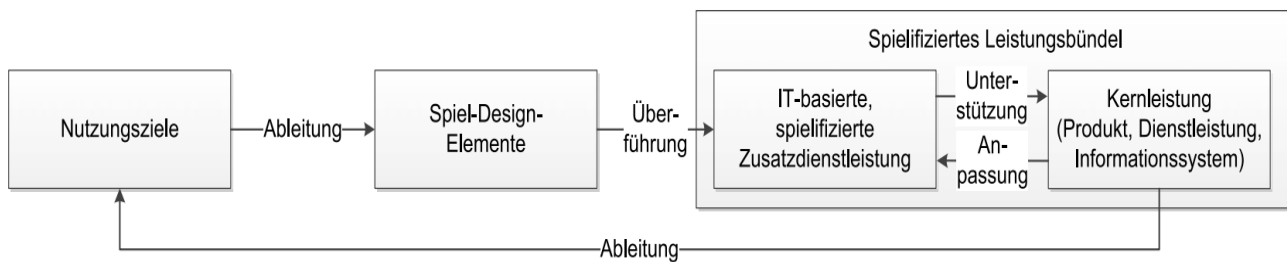 Spielifiziertes Leistungsbündel
Nutzungsziele
Ableitung
Spiel-Design-
Elemente
Über-
führung
IT-basierte,
spielifizierte
Zusatzdienstleistung
Unter-
stützung
An-
passung
Kernleistung
(Produkt, Dienstleistung,
Informationssystem)
Ableitung